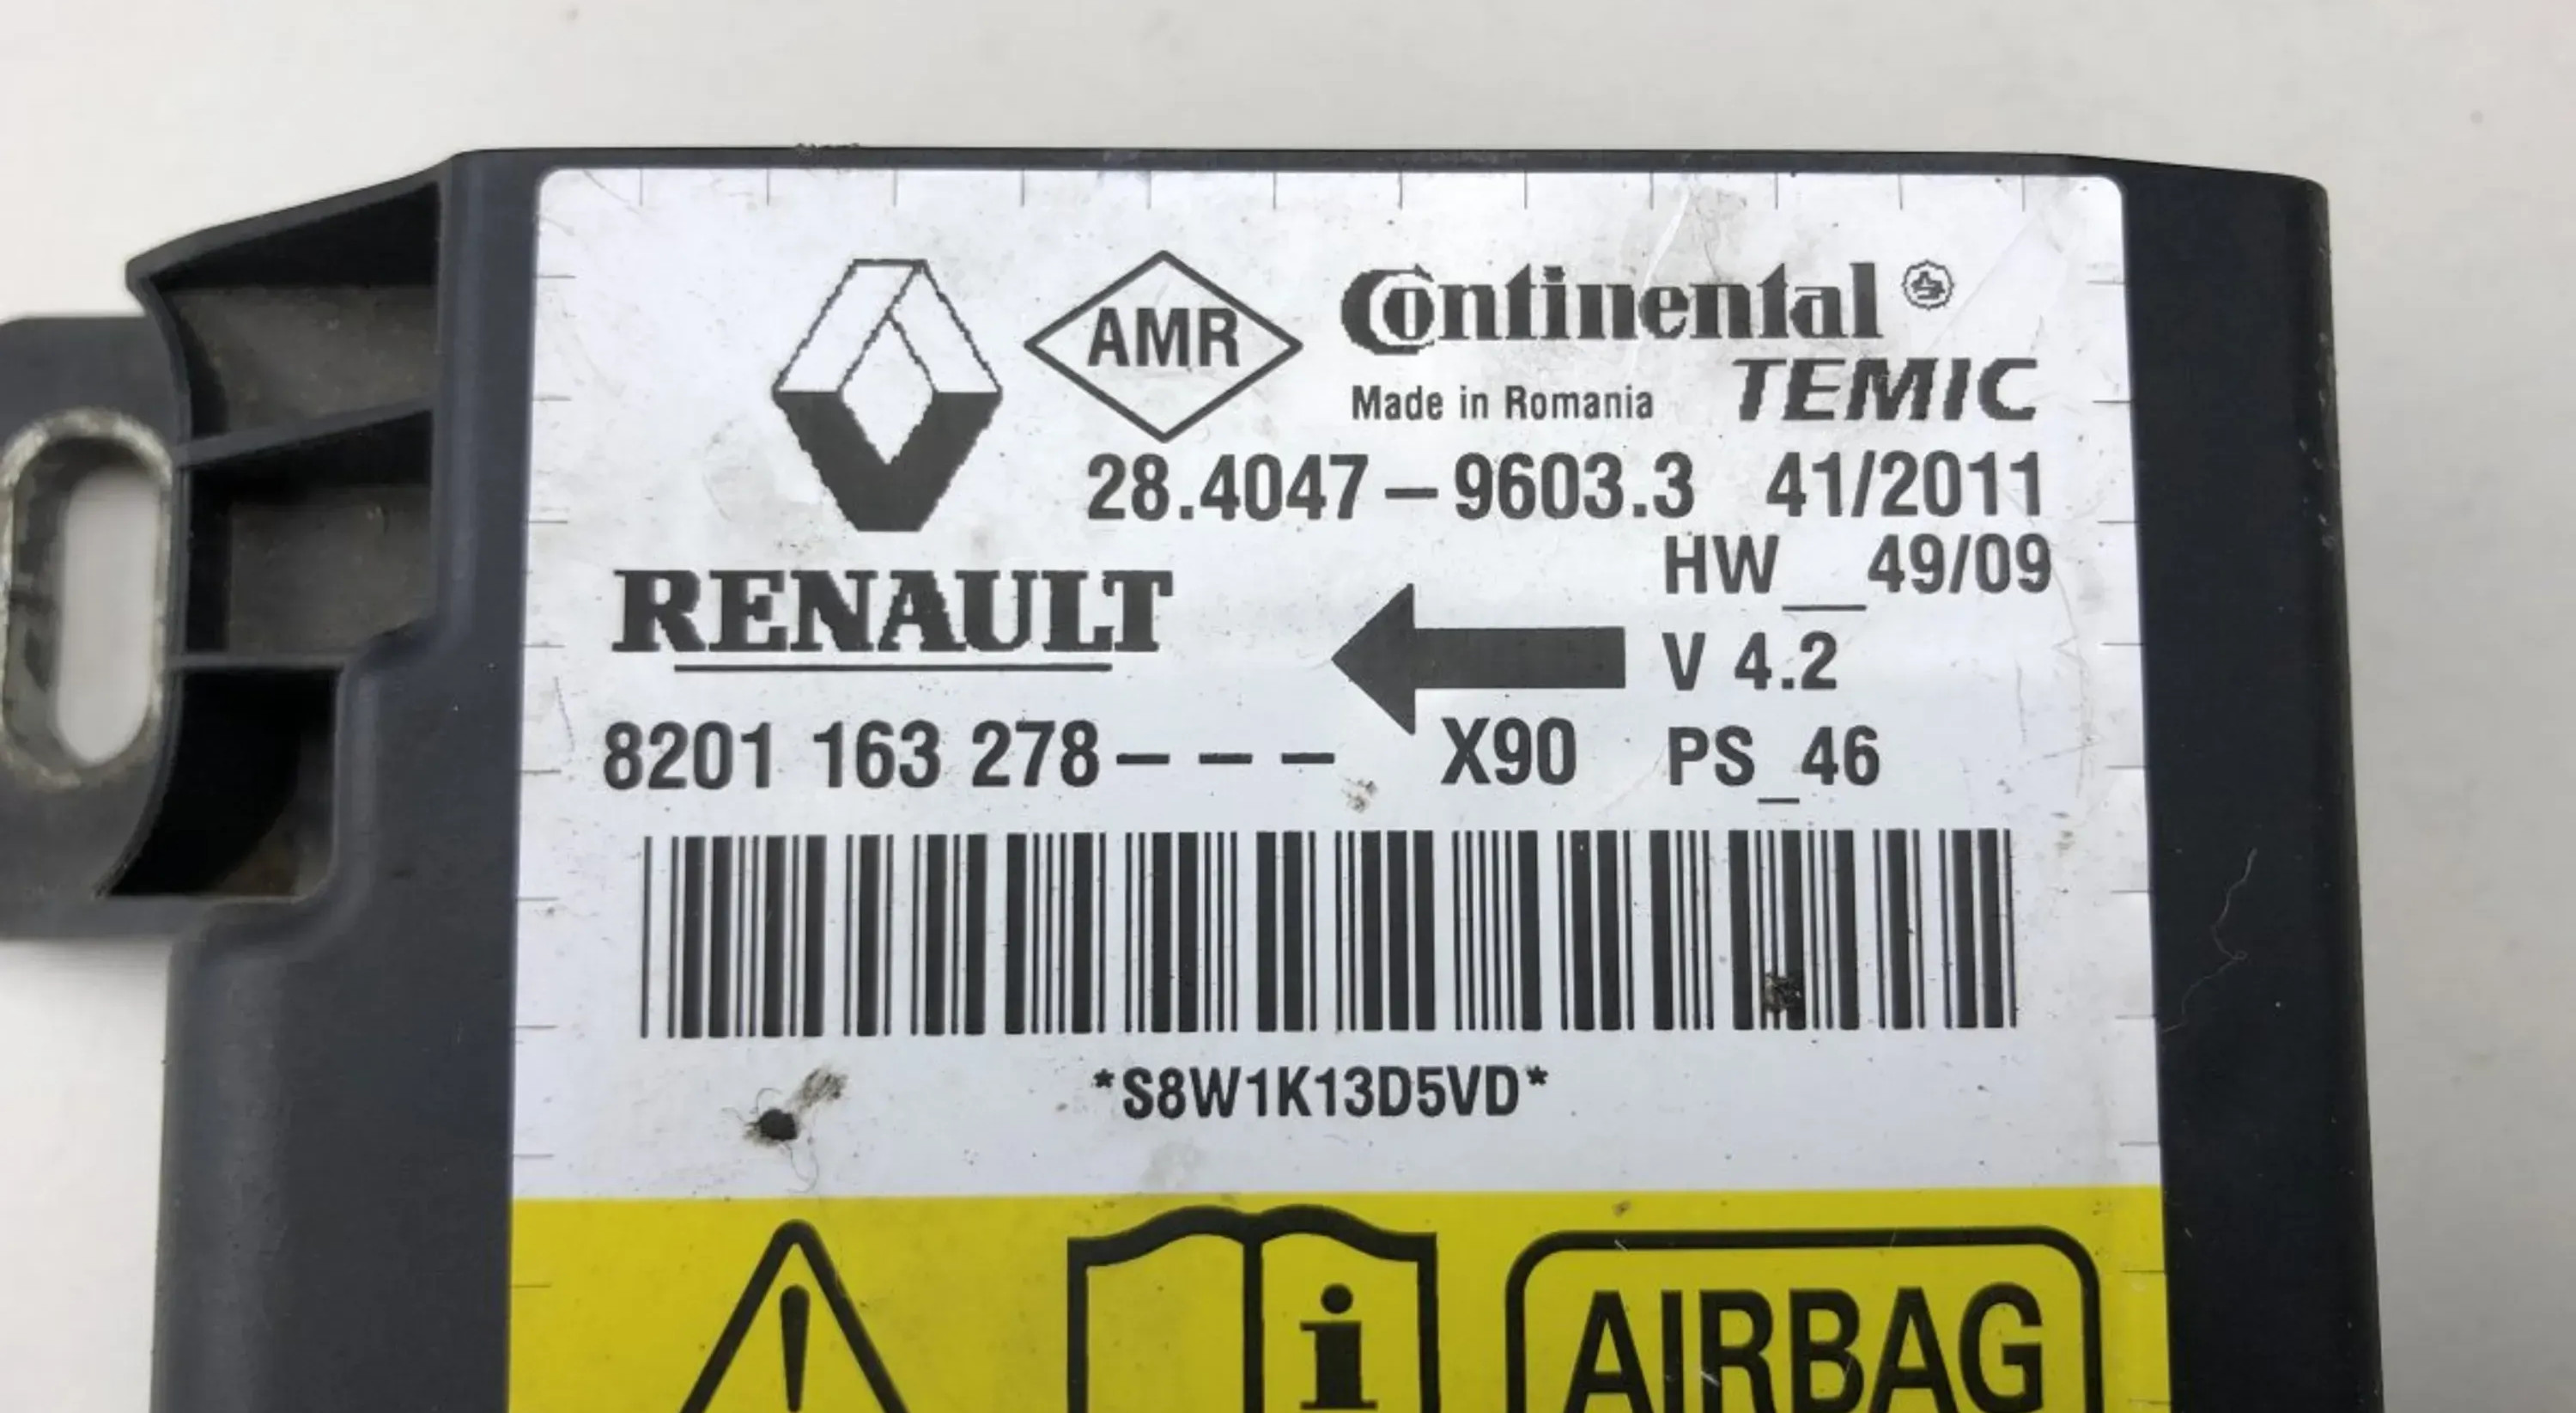 AMR
Continental
Made in Romania TEMIC
28.4047-9603.3 41/2011
HW__49/09
RENAULT
V 4.2
8201 163 278--- X90 PS_46
*S8W1K13D5VD*
i
AIRBAG